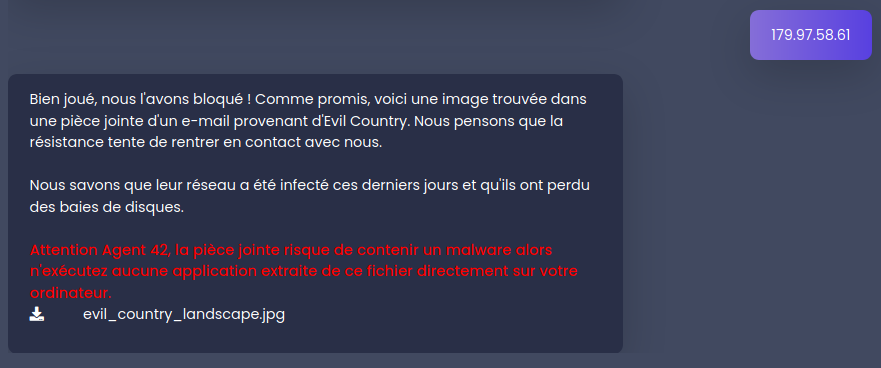 179.97.58.61
Bien joué, nous l'avons bloqué ! Comme promis, voici une image trouvée dans
une pièce jointe d'un e-mail provenant d'Evil Country. Nous pensons que la
résistance tente de rentrer en contact avec nous.
Nous savons que leur réseau a été infecté ces derniers jours et qu'ils ont perdu
des baies de disques.
Attention Agent 42, la pièce jointe risque de contenir un malware alors
n'exécutez aucune application extraite de ce fichier directement sur votre
ordinateur.
evil_country_landscape.jpg